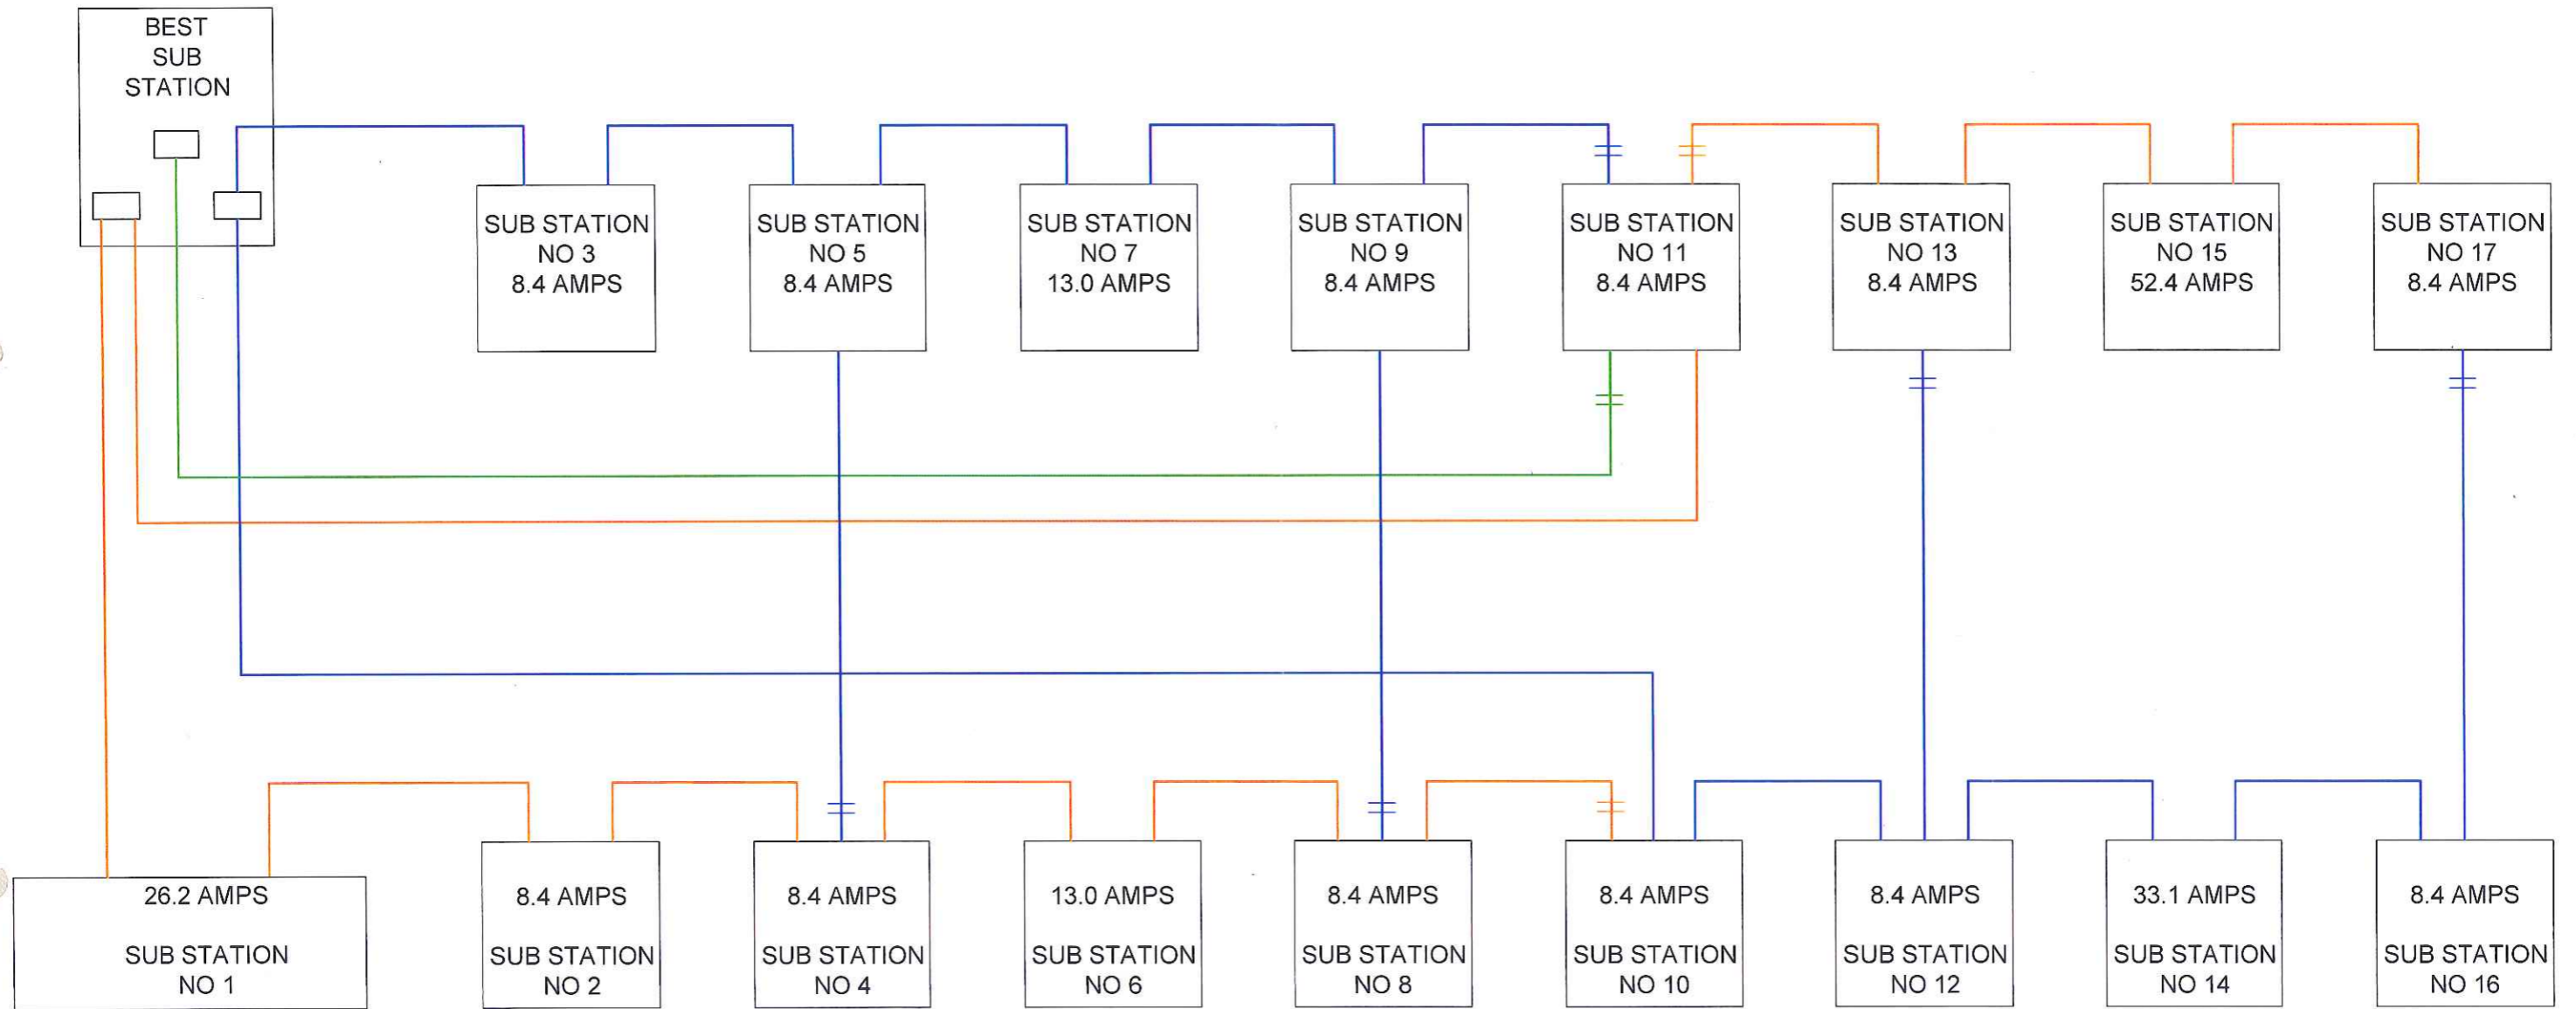 BEST
SUB
STATION
SUB STATION
NO 3
8.4 AMPS
SUB STATION
NO 5
8.4 AMPS
SUB STATION
NO 7
13.0 AMPS
SUB STATION
NO 9
8.4 AMPS
SUB STATION
NO 11
8.4 AMPS
SUB STATION
NO 13
8.4 AMPS
SUB STATION
NO 15
52.4 AMPS
SUB STATION
NO 17
8.4 AMPS
26.2 AMPS
SUB STATION
NO 1
8.4 AMPS
SUB STATION
NO 2
8.4 AMPS
SUB STATION
NO 4
13.0 AMPS
SUB STATION
NO 6
8.4 AMPS
SUB STATION
NO 8
8.4 AMPS
SUB STATION
NO 10
8.4 AMPS
SUB STATION
NO 12
33.1 AMPS
SUB STATION
NO 14
8.4 AMPS
SUB STATION
NO 16